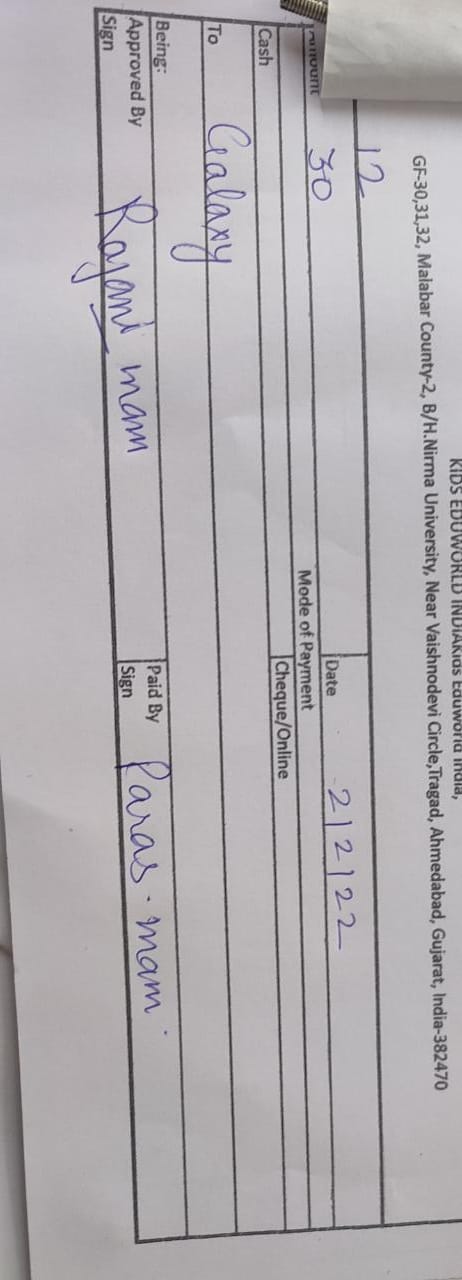 KIDS EDUWORLD INDIAKids Eduworld India,
GF-30,31,32, Malabar County-2, B/H.Nirma University, Near Vaishnodevi Circle,Tragad, Ahmedabad, Gujarat, India-382470
12
Date 2/2/22
Amount 30
Mode of Payment
Cash Cheque/Online
To Galaxy
Being:
Approved By Sign Rajani mam Paid By Sign Paras. mam.